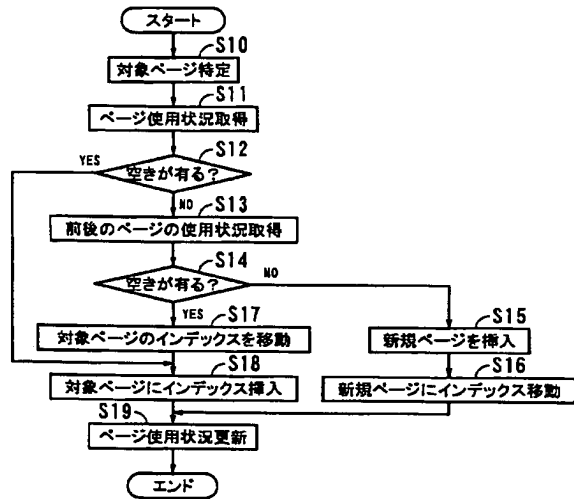 スタート
S10
対象ページ特定
S11
ページ使用状況取得
S12
YES
空きが有る?
NO
S13
前後のページの使用状況取得
S14
空きが有る?
NO
YES
S17
対象ページのインデックスを移動
S15
新規ページを挿入
S18
対象ページにインデックス挿入
S16
新規ページにインデックス移動
S19
ページ使用状況更新
エンド